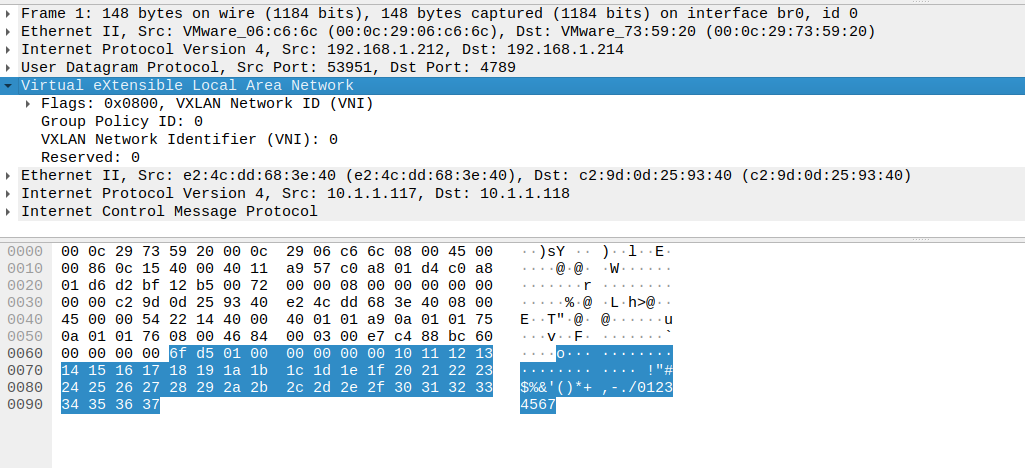 Frame 1: 148 bytes on wire (1184 bits), 148 bytes captured (1184 bits) on interface br0, id 0
Ethernet II, Src: VMware_06:c6:6c (00:0c:29:06:c6:6c), Dst: VMware_73:59:20 (00:0c:29:73:59:20)
Internet Protocol Version 4, Src: 192.168.1.212, Dst: 192.168.1.214
User Datagram Protocol, Src Port: 53951, Dst Port: 4789
Virtual eXtensible Local Area Network
Flags: 0x0800, VXLAN Network ID (VNI)
Group Policy ID: 0
VXLAN Network Identifier (VNI): 0
Reserved: 0
Ethernet II, Src: e2:4c:dd:68:3e:40 (e2:4c:dd:68:3e:40), Dst: c2:9d:0d:25:93:40 (c2:9d:0d:25:93:40)
Internet Protocol Version 4, Src: 10.1.1.117, Dst: 10.1.1.118
Internet Control Message Protocol
0000 00 0c 29 73 59 20 00 0c 29 06 c6 6c 08 00 45 00 ··)sY ·· )··l··E·
0010 00 86 0c 15 40 00 40 11 a9 57 c0 a8 01 d4 c0 a8 ····@·@· ·W······
0020 01 d6 d2 bf 12 b5 00 72 00 00 08 00 00 00 00 00 ·······r ········
0030 00 00 c2 9d 0d 25 93 40 e2 4c dd 68 3e 40 08 00 ·····%·@ ·L·h>@··
0040 45 00 00 54 22 14 40 00 40 01 01 a9 0a 01 01 75 E··T"·@· @······u
0050 0a 01 01 76 08 00 46 84 00 03 00 e7 c4 88 bc 60 ···v··F· ·······`
0060 00 00 00 00 6f d5 01 00 00 00 00 00 10 11 12 13 ····o··· ········
0070 14 15 16 17 18 19 1a 1b 1c 1d 1e 1f 20 21 22 23 ········ ···· !"#
0080 24 25 26 27 28 29 2a 2b 2c 2d 2e 2f 30 31 32 33 $%&'()*+ ,-./0123
0090 34 35 36 37 4567